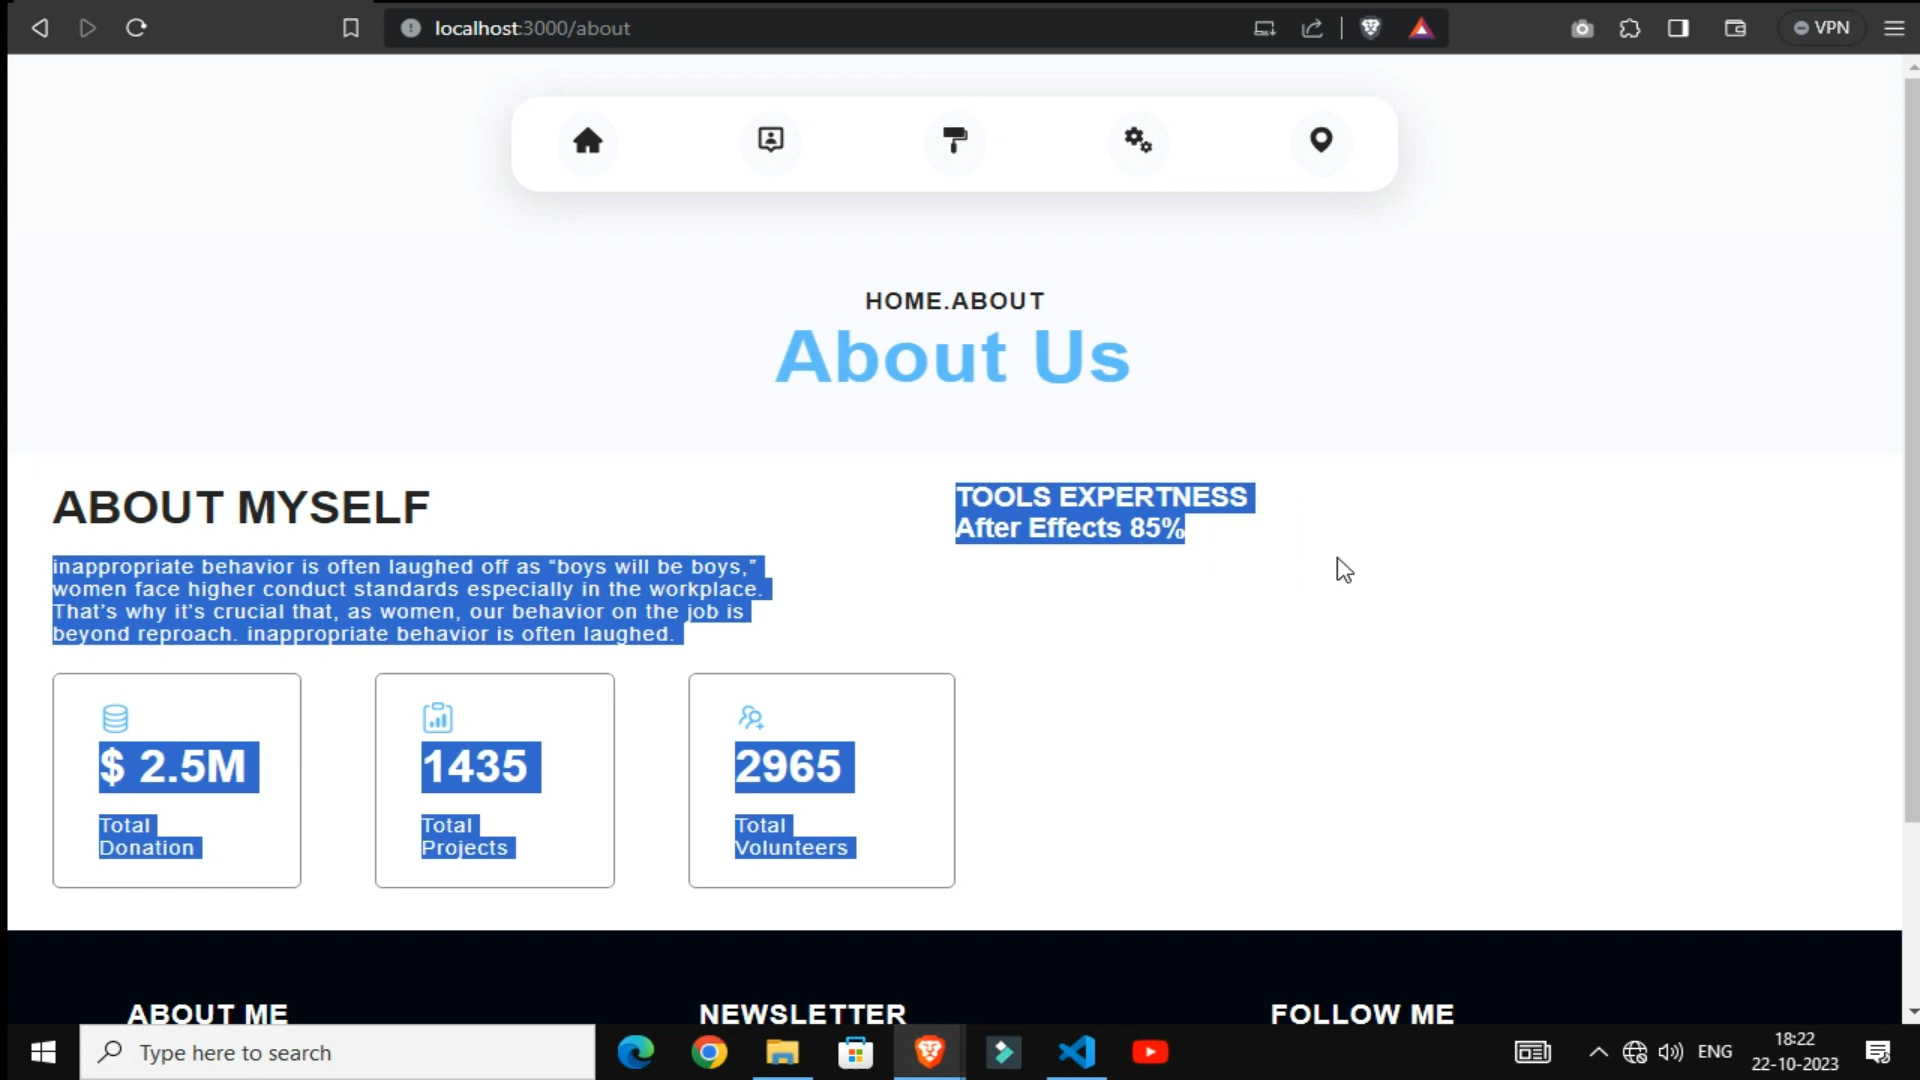 localhost:3000/about
VPN
HOME.ABOUT
About Us
ABOUT MYSELF
inappropriate behavior is often laughed off as “boys will be boys,”
women face higher conduct standards especially in the workplace.
That’s why it’s crucial that, as women, our behavior on the job is
beyond reproach. inappropriate behavior is often laughed.
TOOLS EXPERTNESS
After Effects 85%
$ 2.5M
Total
Donation
1435
Total
Projects
2965
Total
Volunteers
ABOUT ME
NEWSLETTER
FOLLOW ME
Type here to search
ENG
18:22
22-10-2023